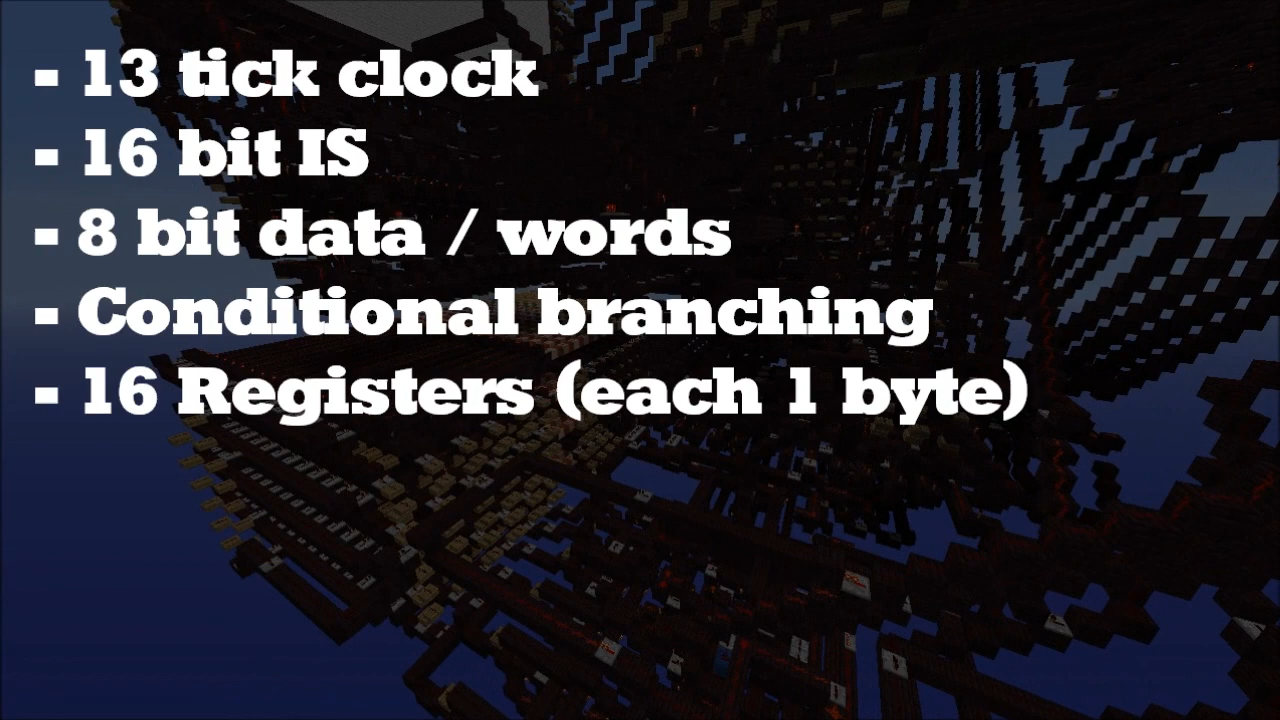 - 13 tick clock
- 16 bit IS
- 8 bit data / words
- Conditional branching
- 16 Registers (each 1 byte)